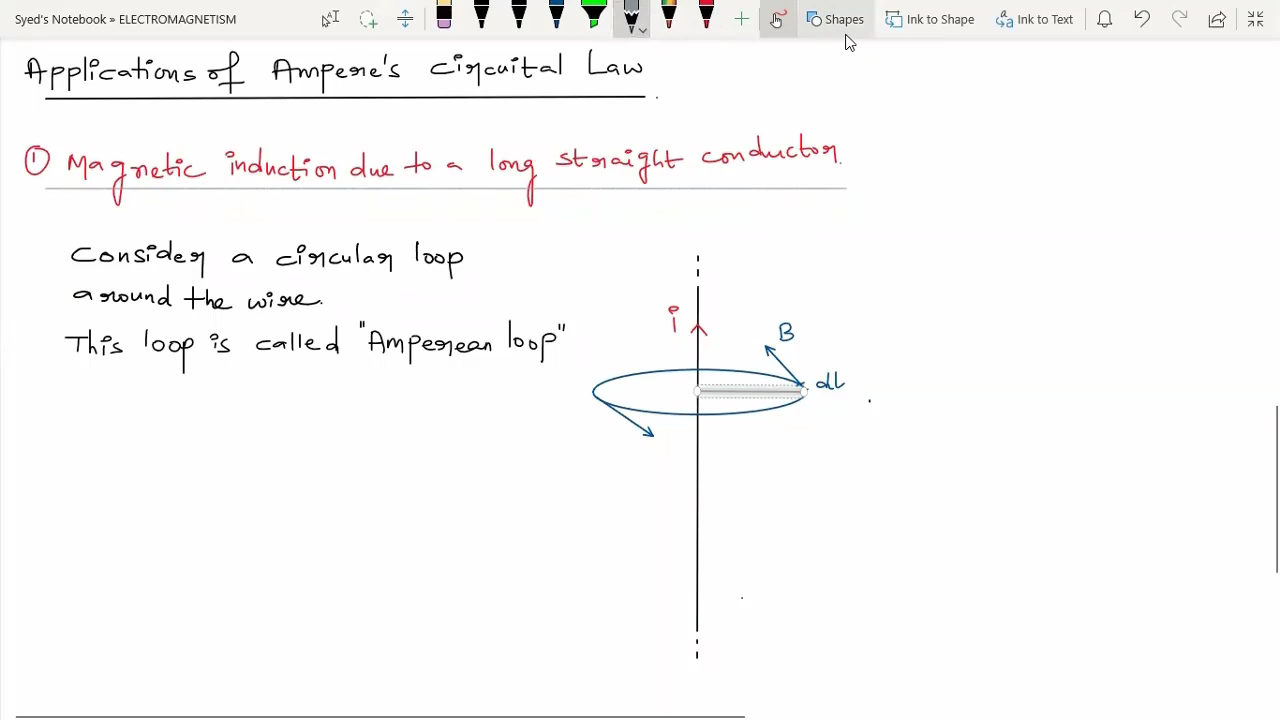 Syed's Notebook » ELECTROMAGNETISM
Shapes
Ink to Shape
Ink to Text
Applications of Ampere's Circuital Law
① Magnetic induction due to a long straight conductor.
Consider a circular loop
around the wire.
This loop is called "Amperean loop"
i
B
dl